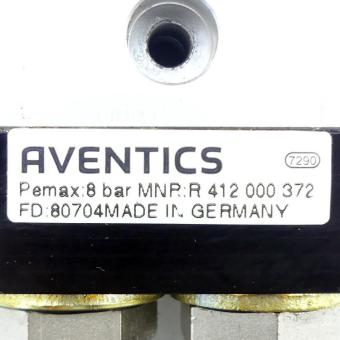 AVENTICS
7290
Pemax:8 bar MNR:R 412 000 372
FD:80704MADE IN GERMANY